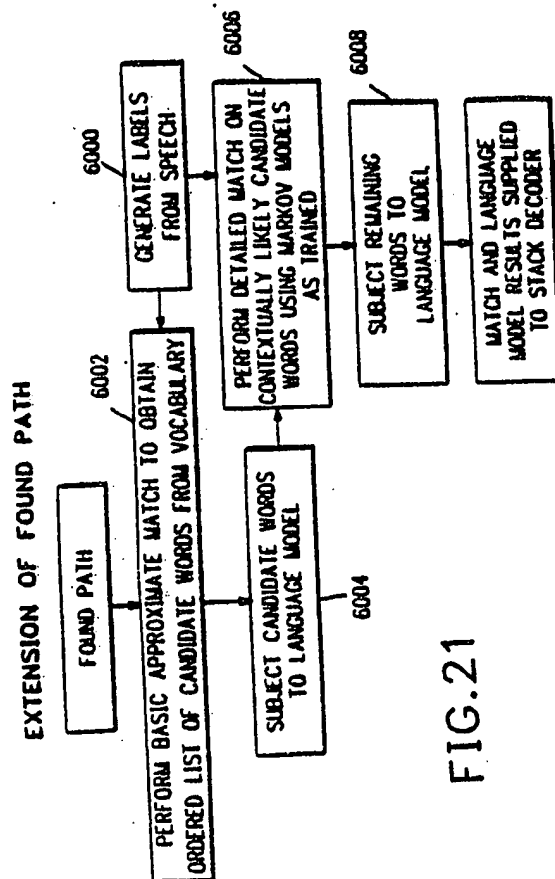 EXTENSION OF FOUND PATH
FOUND PATH
6000
GENERATE LABELS
FROM SPEECH
6002
PERFORM BASIC APPROXIMATE MATCH TO OBTAIN
ORDERED LIST OF CANDIDATE WORDS FROM VOCABULARY
SUBJECT CANDIDATE WORDS
TO LANGUAGE MODEL
6004
6006
PERFORM DETAILED MATCH ON
CONTEXTUALLY LIKELY CANDIDATE
WORDS USING MARKOV MODELS
AS TRAINED
6008
SUBJECT REMAINING
WORDS TO
LANGUAGE MODEL
MATCH AND LANGUAGE
MODEL RESULTS SUPPLIED
TO STACK DECODER
FIG.21